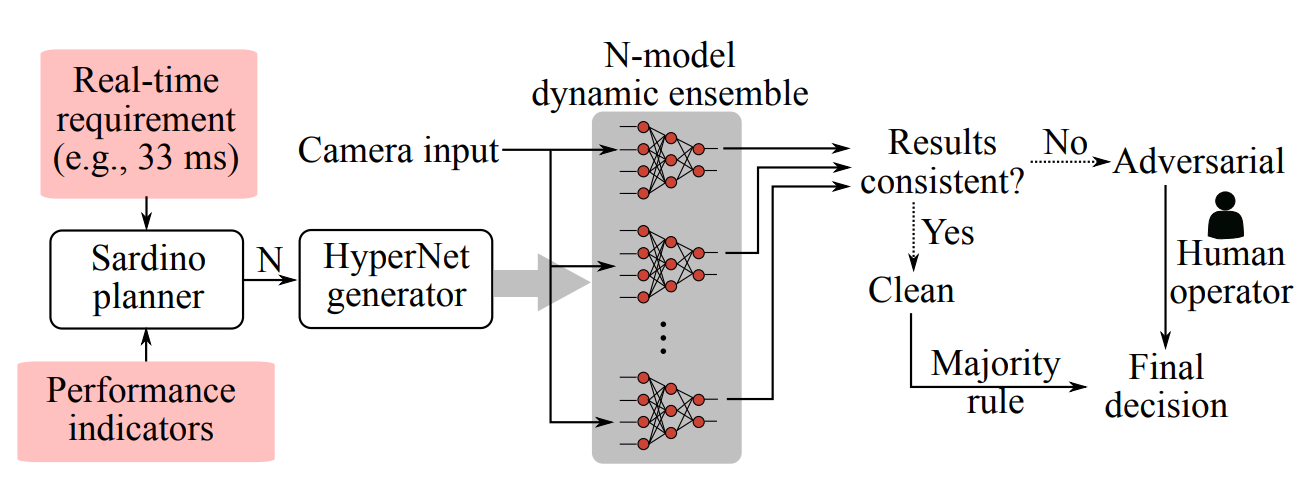 Real-time
requirement
(e.g., 33 ms)
Sardino
planner
Performance
indicators
N
HyperNet
generator
Camera input
N-model
dynamic ensemble
Results
consistent?
No
Adversarial
Yes
Clean
Human
operator
Majority
rule
Final
decision